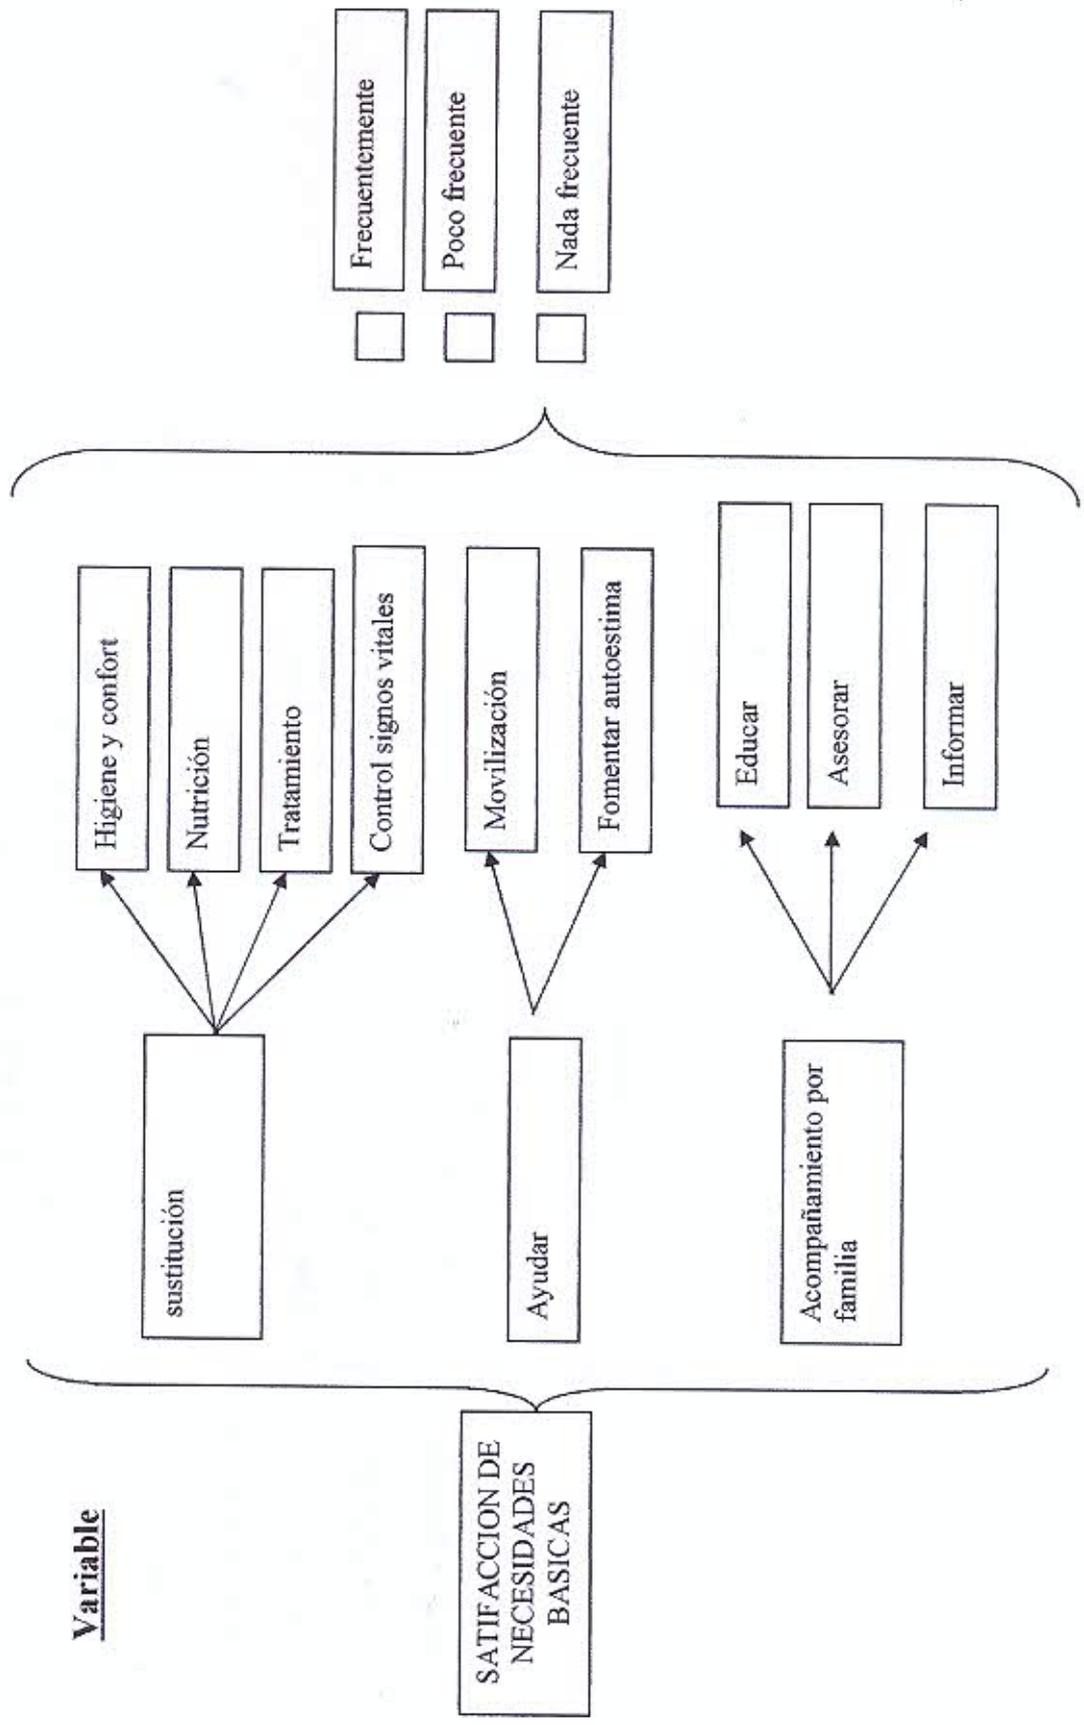 Variable
SATIFACCION DE
NECESIDADES
BASICAS
sustitución
Ayudar
Acompañamiento por
familia
Higiene y confort
Nutrición
Tratamiento
Control signos vitales
Movilización
Fomentar autoestima
Educar
Asesorar
Informar
Frecuentemente
Poco frecuente
Nada frecuente